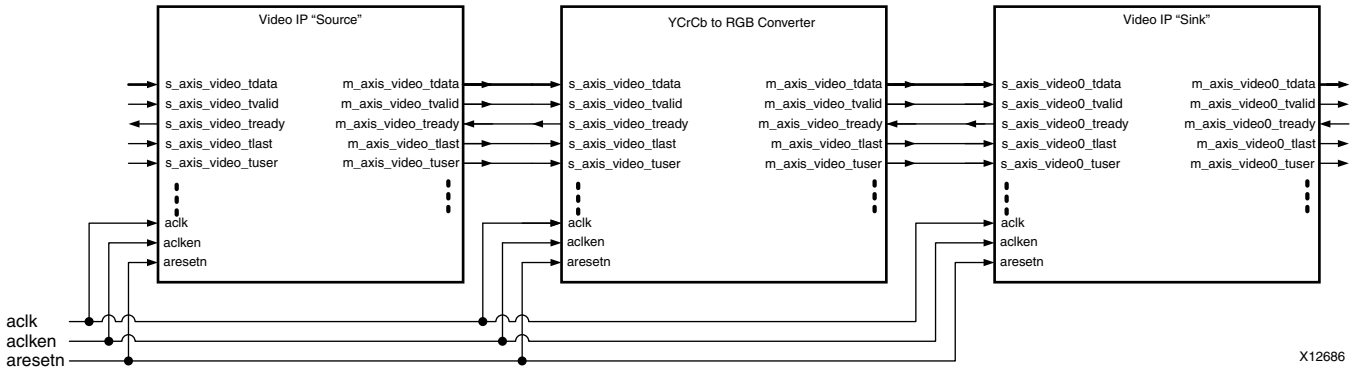 Video IP “Source”
s_axis_video_tdata
s_axis_video_tvalid
s_axis_video_tready
s_axis_video_tlast
s_axis_video_tuser
m_axis_video_tdata
m_axis_video_tvalid
m_axis_video_tready
m_axis_video_tlast
m_axis_video_tuser
aclk
aclken
aresetn
YCrCb to RGB Converter
s_axis_video_tdata
s_axis_video_tvalid
s_axis_video_tready
s_axis_video_tlast
s_axis_video_tuser
m_axis_video_tdata
m_axis_video_tvalid
m_axis_video_tready
m_axis_video_tlast
m_axis_video_tuser
aclk
aclken
aresetn
Video IP “Sink”
s_axis_video0_tdata
s_axis_video0_tvalid
s_axis_video0_tready
s_axis_video0_tlast
s_axis_video0_tuser
m_axis_video0_tdata
m_axis_video0_tvalid
m_axis_video0_tready
m_axis_video0_tlast
m_axis_video0_tuser
aclk
aclken
aresetn
aclk
aclken
aresetn
X12686